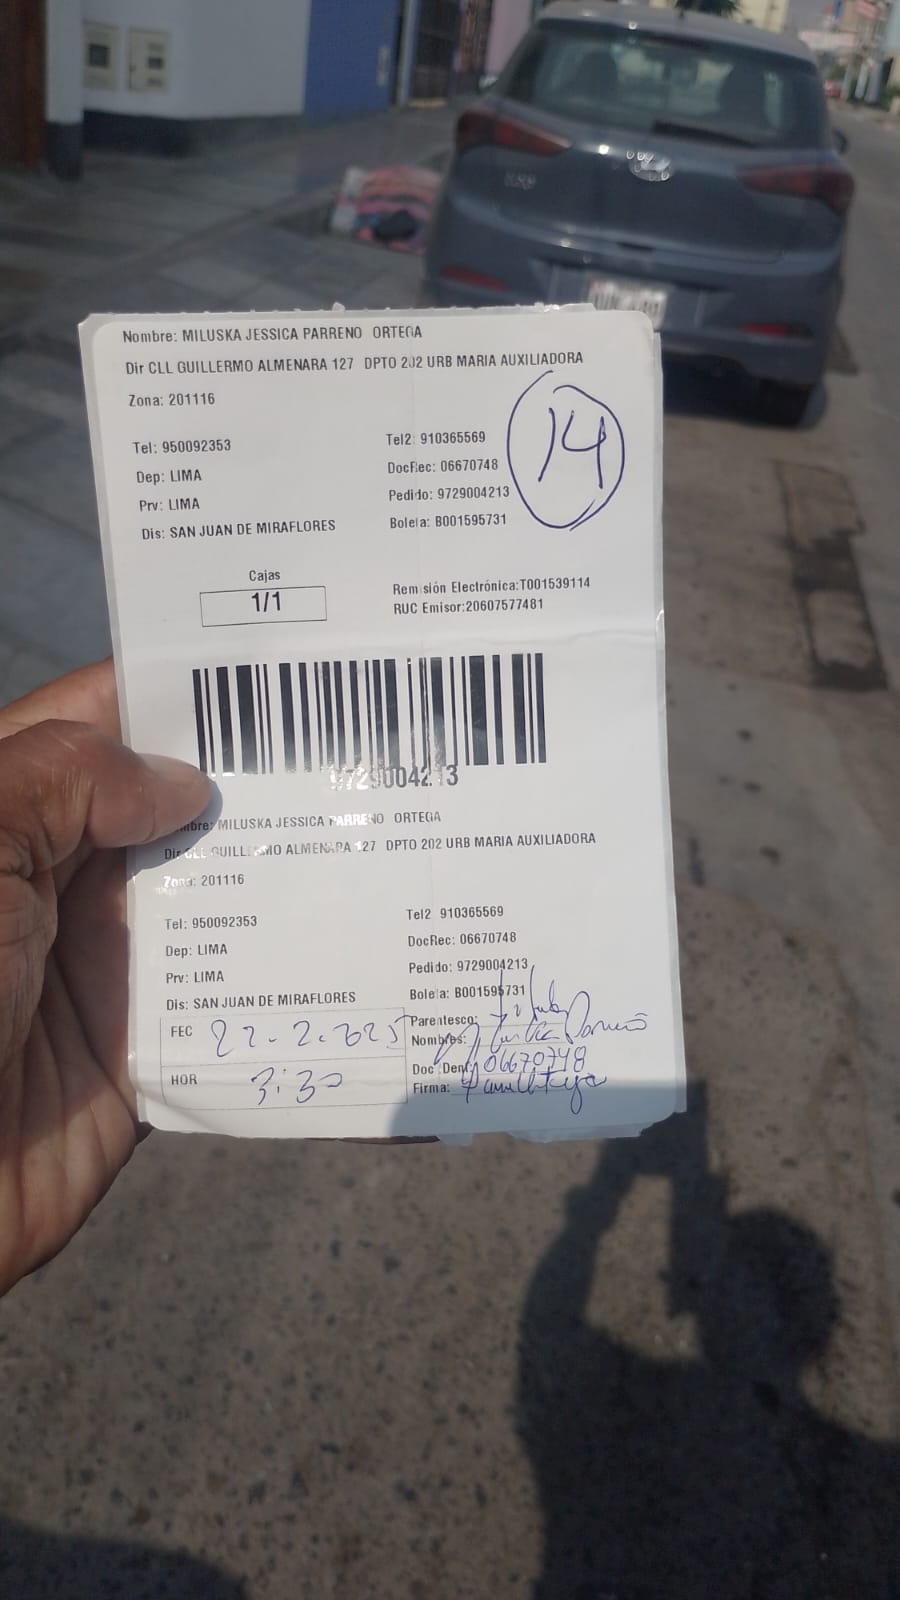 Nombre: MILUSKA JESSICA PARRENO ORTEGA
Dir CLL GUILLERMO ALMENARA 127 DPTO 202 URB MARIA AUXILIADORA
Zona: 201116
14
Tel: 950092353 Tel2: 910365569
Dep: LIMA DocRec: 06670748
Prv: LIMA Pedido: 9729004213
Dis: SAN JUAN DE MIRAFLORES Boleta: B001595731
Cajas
1/1
Remisión Electrónica:T001539114
RUC Emisor:20607577481
9729004213
Nombre: MILUSKA JESSICA PARRENO ORTEGA
Dir CLL GUILLERMO ALMENARA 127 DPTO 202 URB MARIA AUXILIADORA
Zona: 201116
Tel: 950092353 Tel2 910365569
Dep: LIMA DocRec: 06670748
Prv: LIMA Pedido: 9729004213
Dis: SAN JUAN DE MIRAFLORES Boleta: B001595731
FEC 22.2.2025 Parentesco:
Nombres:
HOR 3:30 Doc Dent: 06670748
Firma: